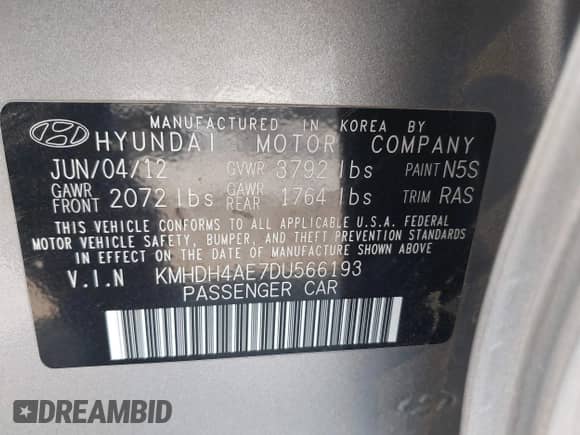 MANUFACTURED IN KOREA BY
HYUNDAI MOTOR COMPANY
JUN/04/12 GVWR 3792 lbs PAINT N5S
GAWR FRONT 2072 lbs GAWR REAR 1764 lbs TRIM RAS
THIS VEHICLE CONFORMS TO ALL APPLICABLE U.S.A. FEDERAL
MOTOR VEHICLE SAFETY, BUMPER, AND THEFT PREVENTION STANDARDS
IN EFFECT ON THE DATE OF MANUFACTURE SHOWN ABOVE.
V.I.N KMHDH4AE7DU566193
PASSENGER CAR
DREAMBID